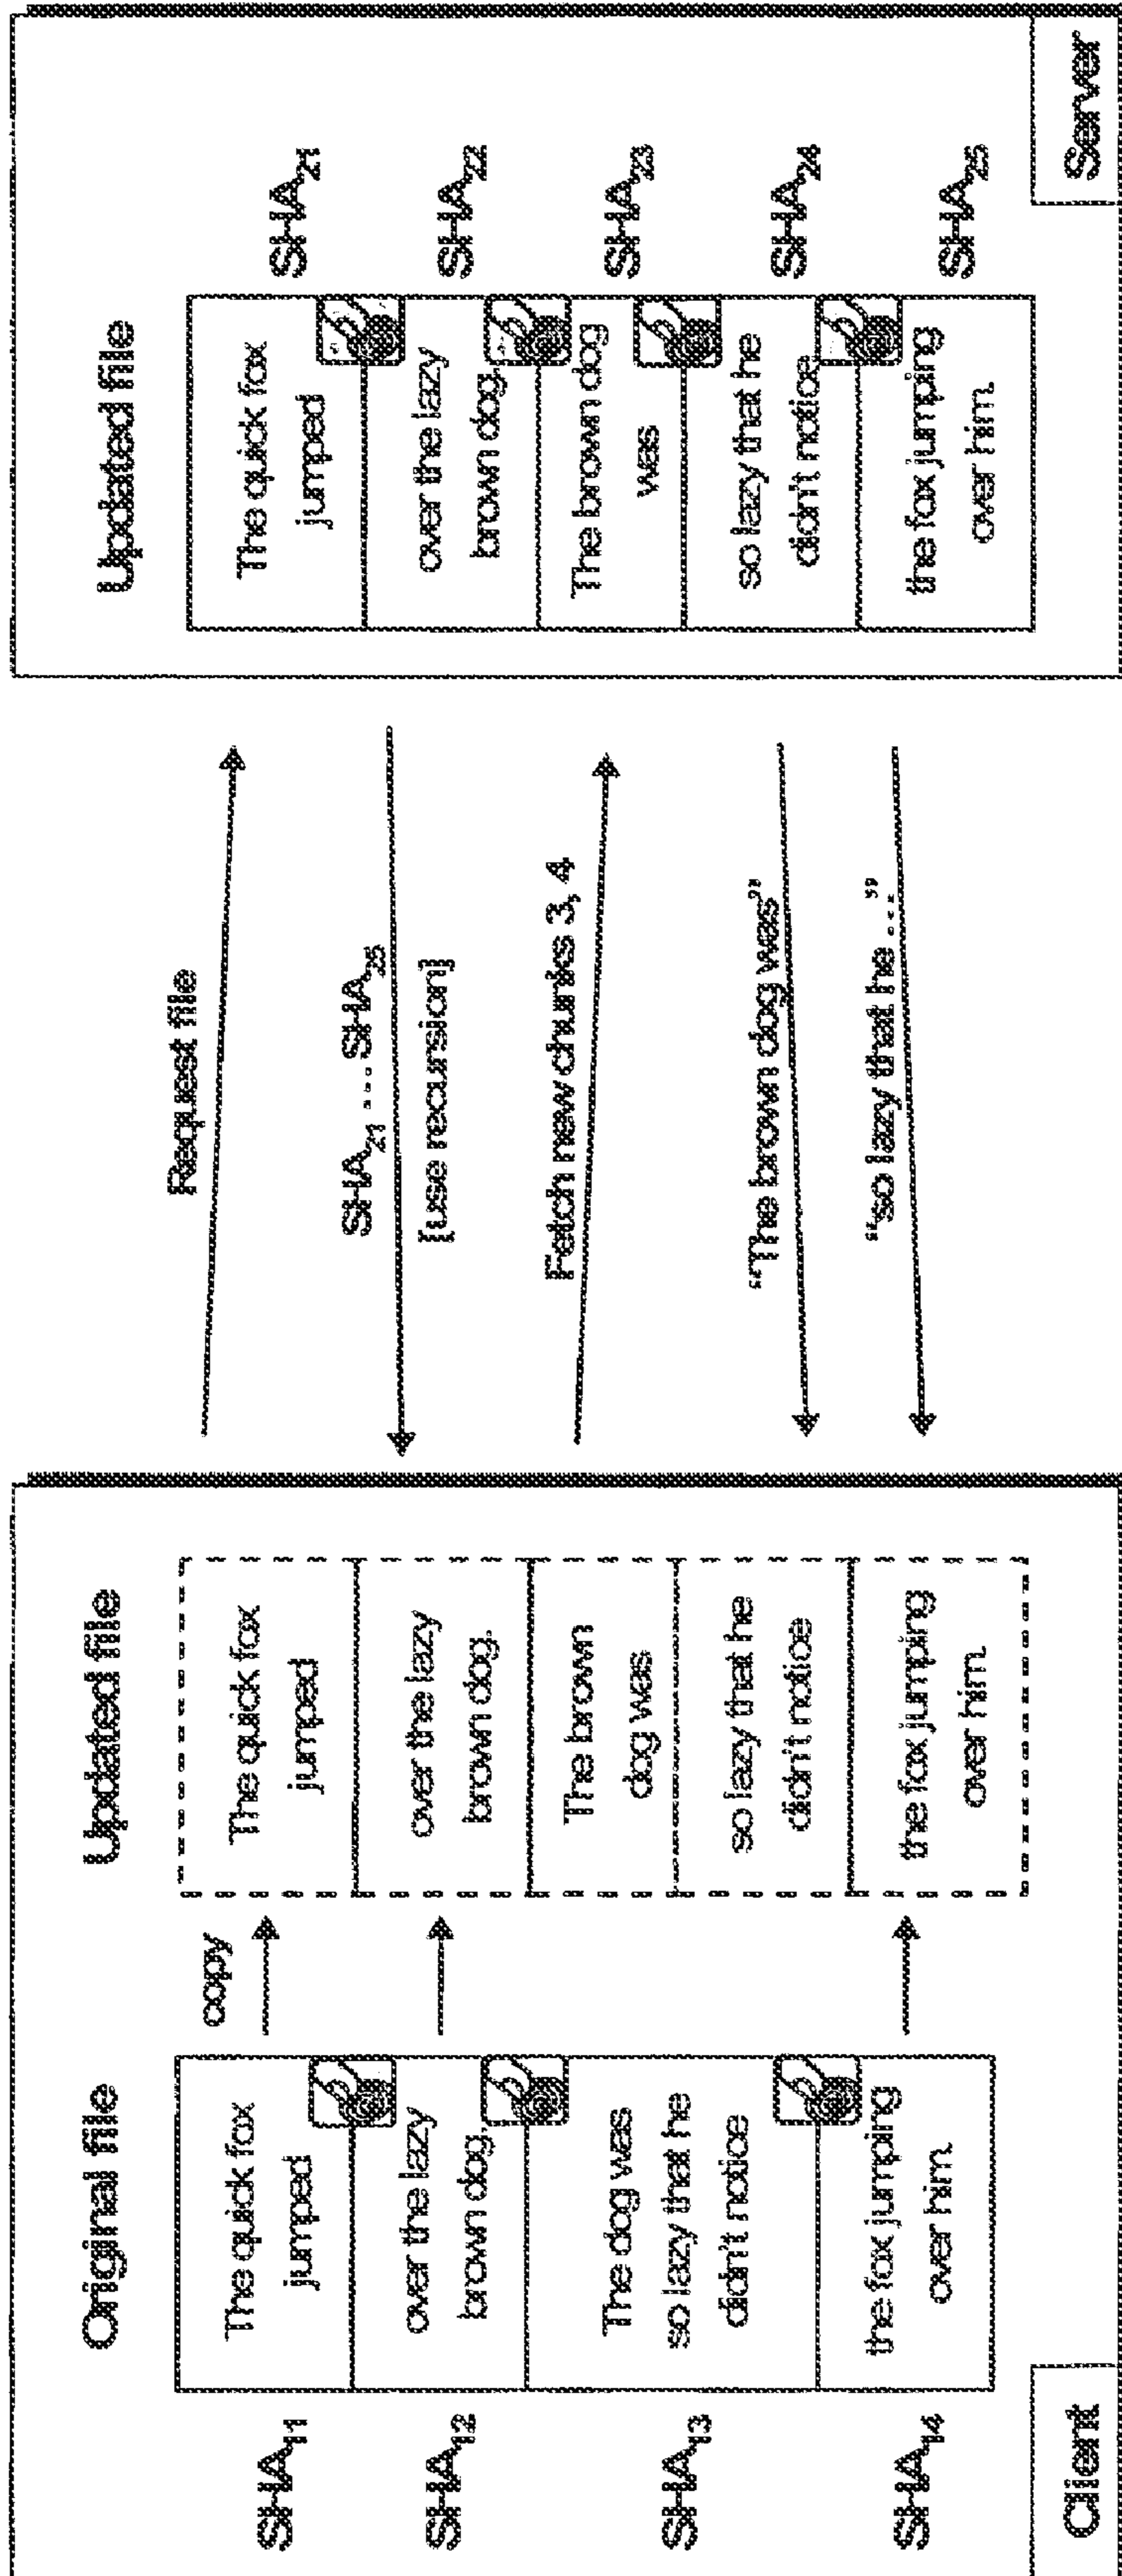 Original file
SHA11
The quick fox
jumped
SHA12
over the lazy
brown dog.
SHA13
The dog was
so lazy that he
didn't notice
SHA14
the fox jumping
over him.
Client
copy
Updated file
The quick fox
jumped
over the lazy
brown dog.
The brown
dog was
so lazy that he
didn't notice
the fox jumping
over him.
Request file
SHA21 ... SHA25
[use recursion]
Fetch new chunks 3, 4
“The brown dog was”
“so lazy that he ...”
Updated file
The quick fox
jumped
SHA21
over the lazy
brown dog.
SHA22
The brown dog
was
SHA23
so lazy that he
didn't notice
SHA24
the fox jumping
over him.
SHA25
Server